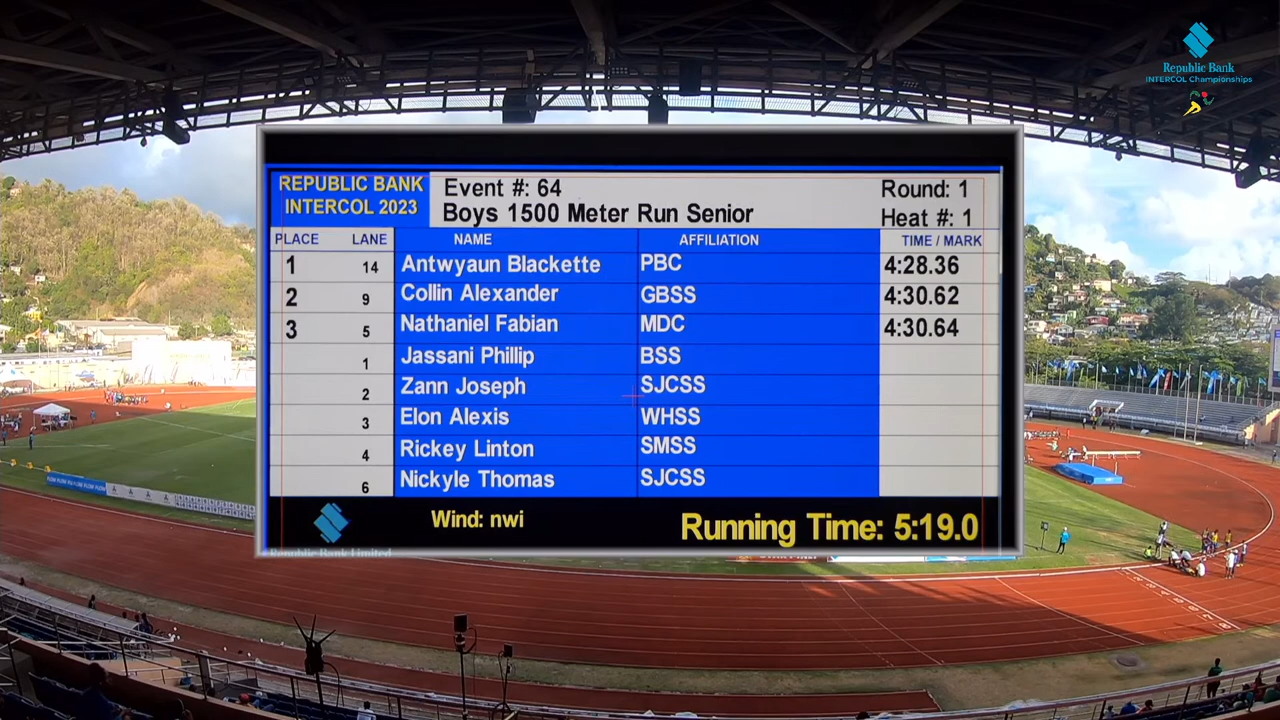 Republic Bank
INTERCOL Championships
REPUBLIC BANK
INTERCOL 2023
Event #: 64
Boys 1500 Meter Run Senior
Round: 1
Heat #: 1
PLACE LANE NAME AFFILIATION TIME / MARK
1 14 Antwyaun Blackette PBC 4:28.36
2 9 Collin Alexander GBSS 4:30.62
3 5 Nathaniel Fabian MDC 4:30.64
1 Jassani Phillip BSS
2 Zann Joseph SJCSS
3 Elon Alexis WHSS
4 Rickey Linton SMSS
6 Nickyle Thomas SJCSS
Wind: nwi
Running Time: 5:19.0
Republic Bank Limited